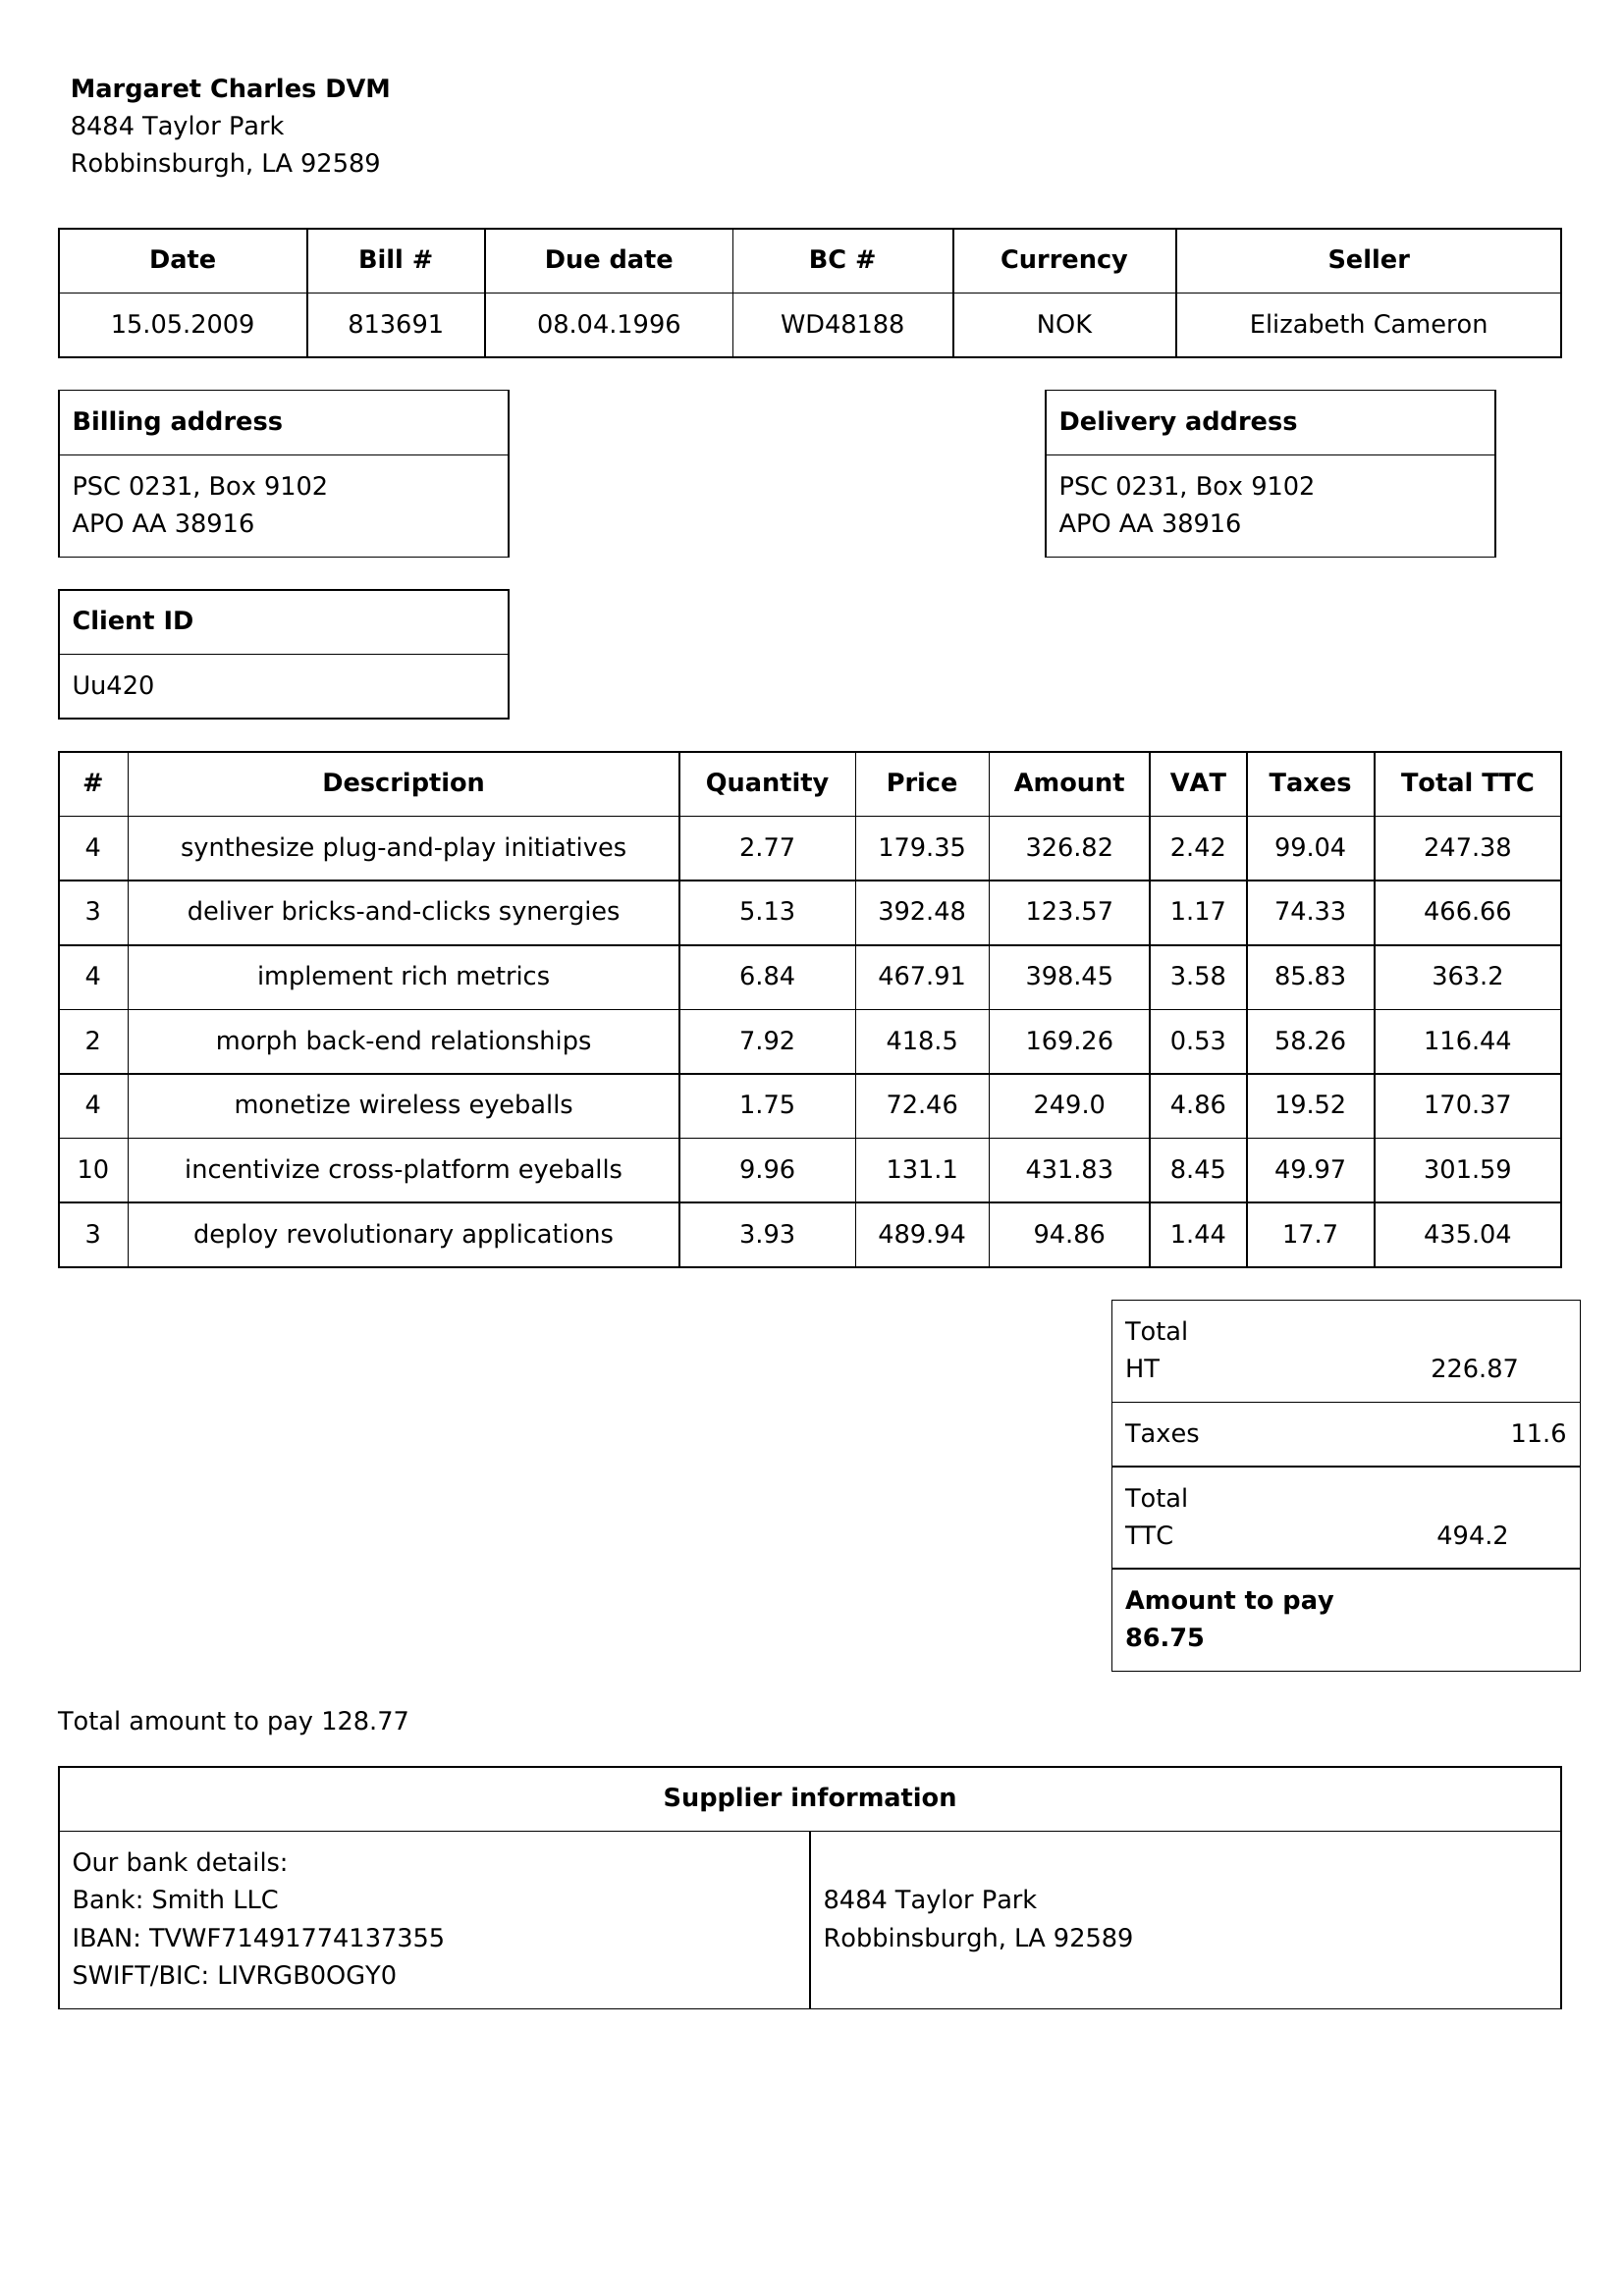 Margaret Charles DVM
8484 Taylor Park
Robbinsburgh, LA 92589
Date Bill # Due date BC # Currency Seller
15.05.2009 813691 08.04.1996 WD48188 NOK Elizabeth Cameron
Billing address
PSC 0231, Box 9102
APO AA 38916
Delivery address
PSC 0231, Box 9102
APO AA 38916
Client ID
Uu420
# Description Quantity Price Amount VAT Taxes Total TTC
4 synthesize plug-and-play initiatives 2.77 179.35 326.82 2.42 99.04 247.38
3 deliver bricks-and-clicks synergies 5.13 392.48 123.57 1.17 74.33 466.66
4 implement rich metrics 6.84 467.91 398.45 3.58 85.83 363.2
2 morph back-end relationships 7.92 418.5 169.26 0.53 58.26 116.44
4 monetize wireless eyeballs 1.75 72.46 249.0 4.86 19.52 170.37
10 incentivize cross-platform eyeballs 9.96 131.1 431.83 8.45 49.97 301.59
3 deploy revolutionary applications 3.93 489.94 94.86 1.44 17.7 435.04
Total
HT 226.87
Taxes 11.6
Total
TTC 494.2
Amount to pay
86.75
Total amount to pay 128.77
Supplier information
Our bank details:
Bank: Smith LLC
IBAN: TVWF71491774137355
SWIFT/BIC: LIVRGB0OGY0
8484 Taylor Park
Robbinsburgh, LA 92589